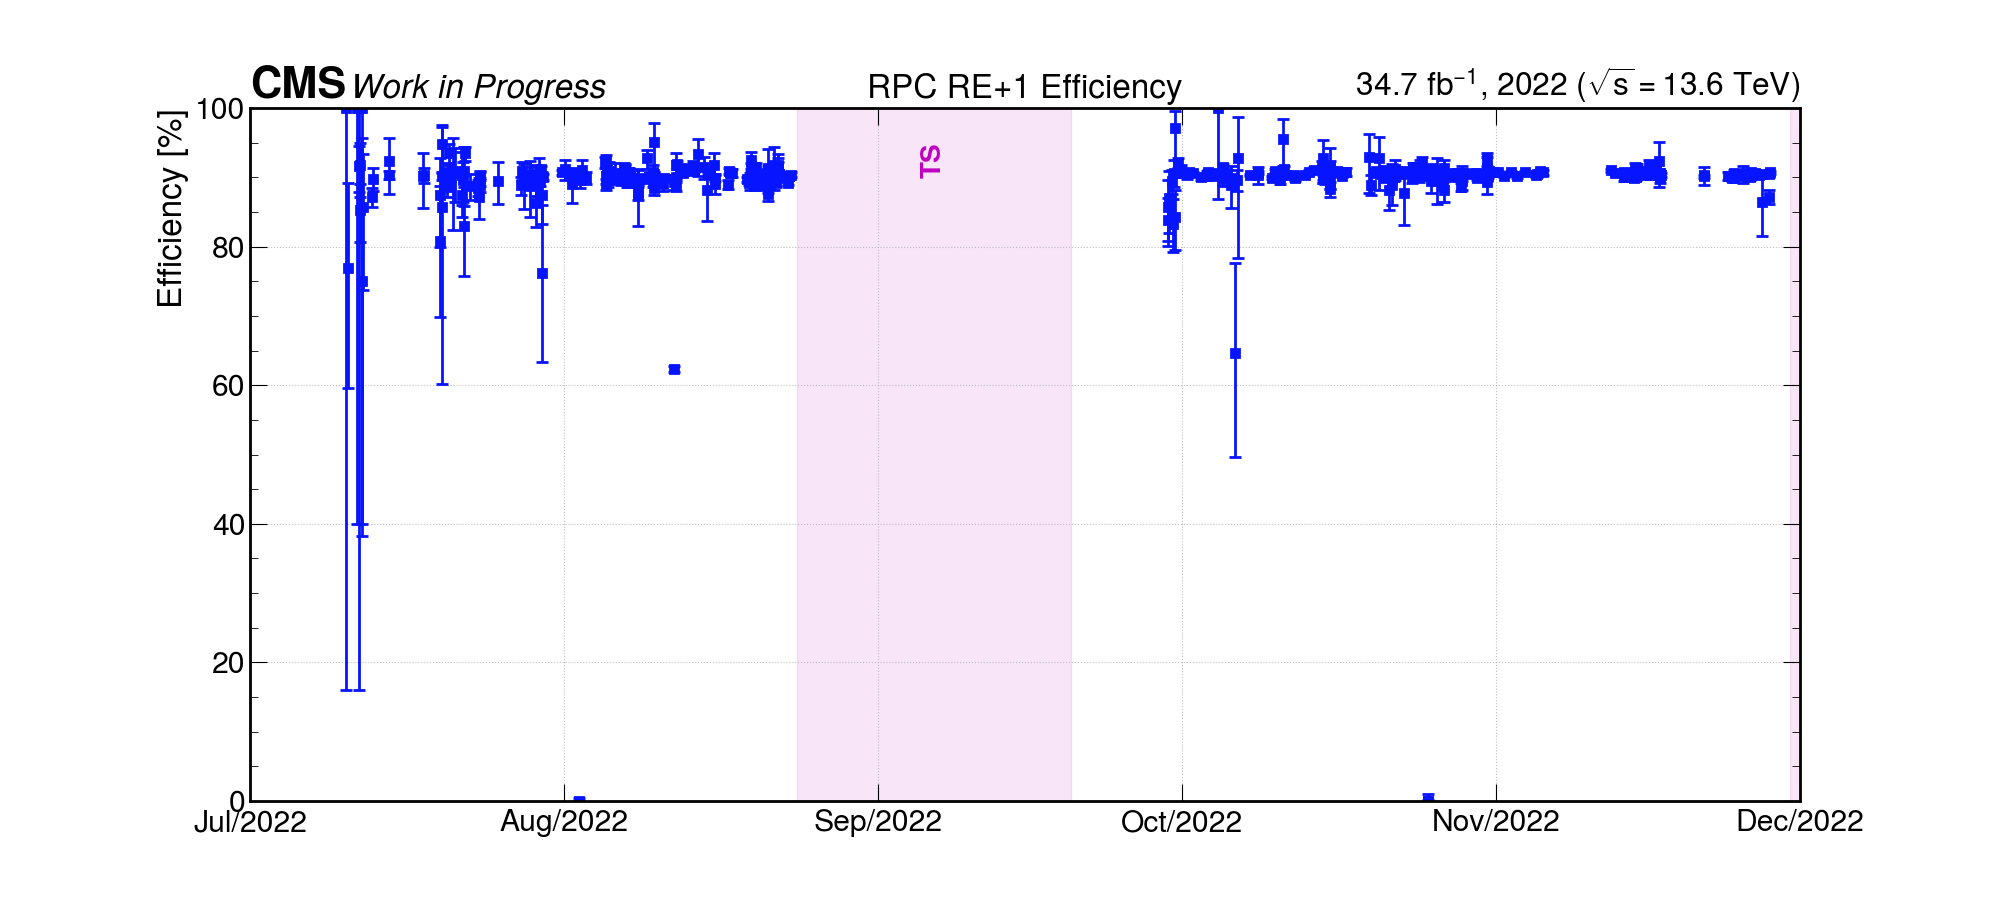 CMS Work in Progress RPC RE+1 Efficiency 34.7 fb⁻¹, 2022 (√s = 13.6 TeV)
Efficiency [%]
100
80
60
40
20
0
TS
Jul/2022 Aug/2022 Sep/2022 Oct/2022 Nov/2022 Dec/2022